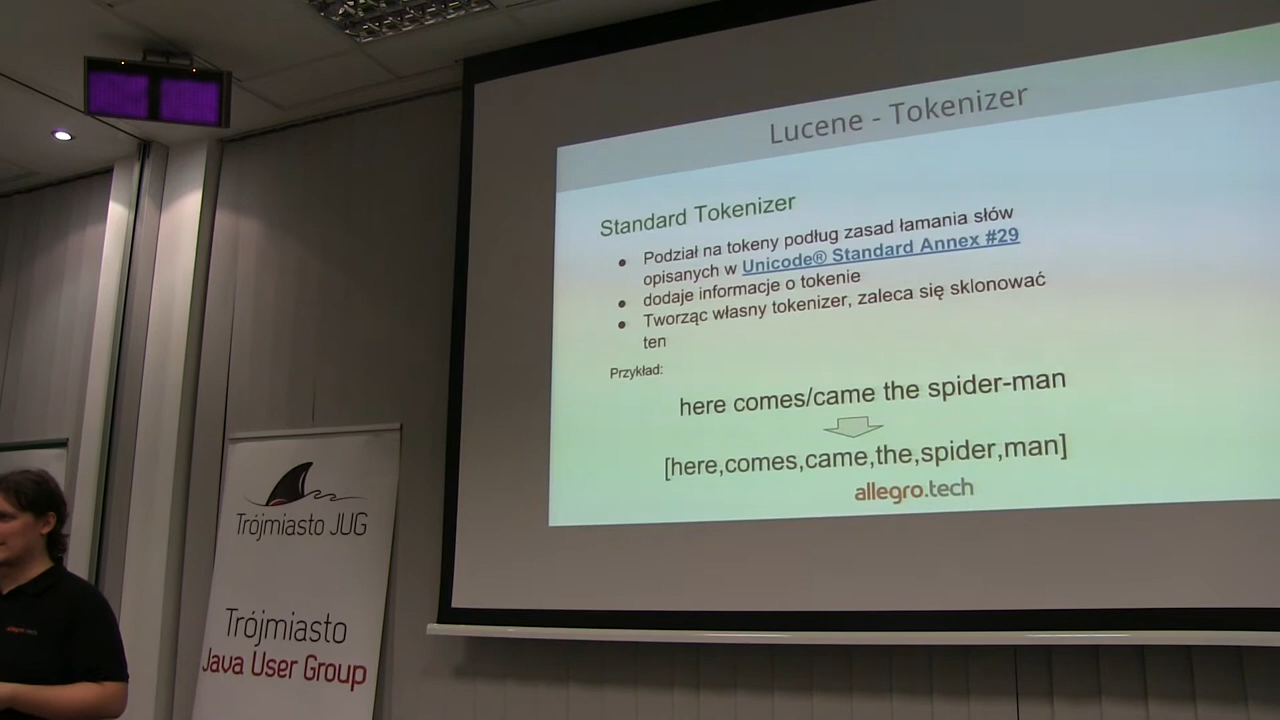 Lucene - Tokenizer
Standard Tokenizer
Podział na tokeny podług zasad łamania słów
opisanych w Unicode® Standard Annex #29
dodaje informacje o tokenie
Tworząc własny tokenizer, zaleca się sklonować
ten
Przykład:
here comes/came the spider-man
[here,comes,came,the,spider,man]
allegro.tech
Trójmiasto JUG
Trójmiasto
Java User Group
allegro.tech